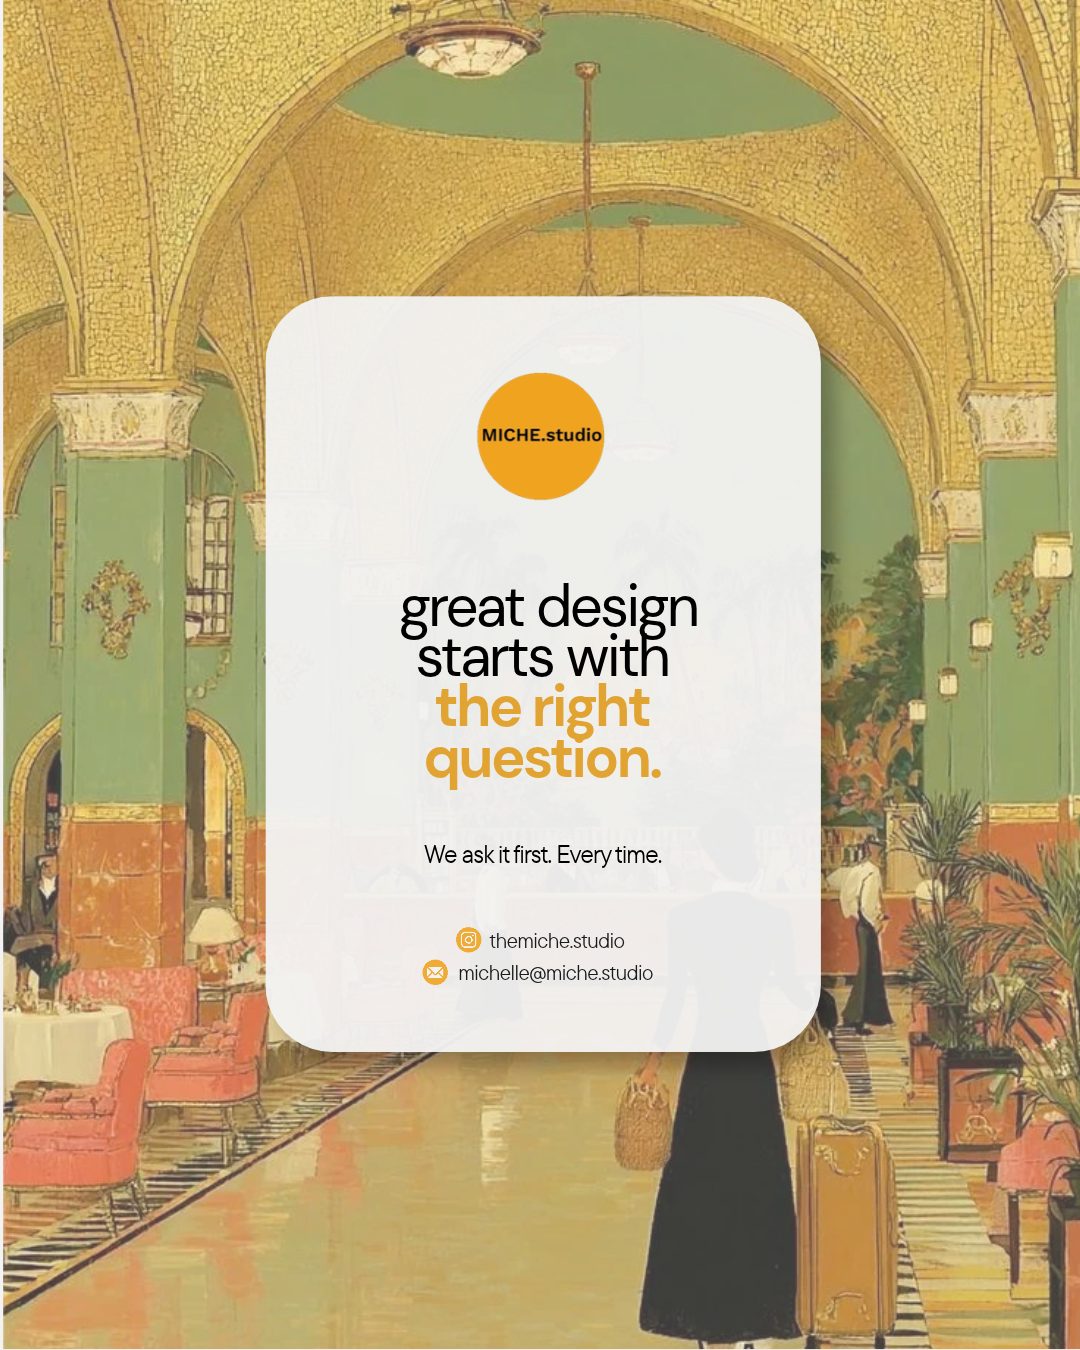 MICHE.studio
great design
starts with
the right
question.
We ask it first. Every time.
themiche.studio
michelle@miche.studio